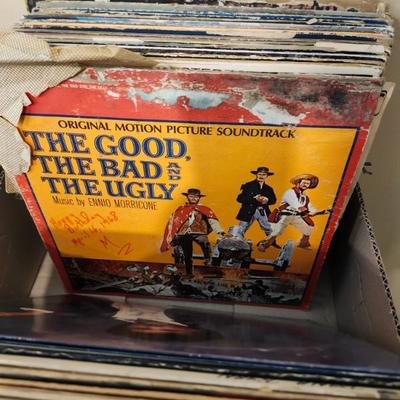 ORIGINAL MOTION PICTURE SOUNDTRACK
THE GOOD,
THE BAD AND
THE UGLY
Music by ENNIO MORRICONE